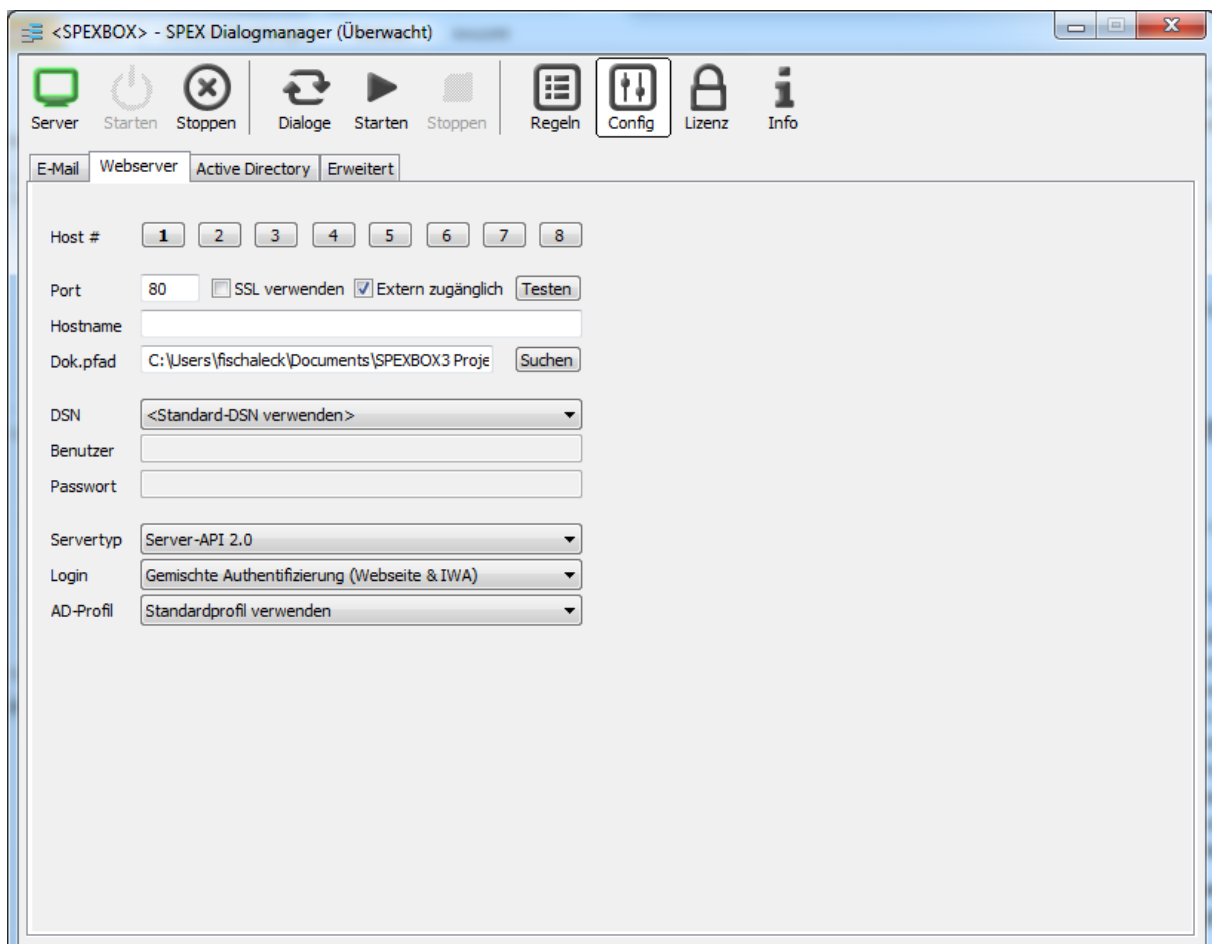 <SPEXBOX> - SPEX Dialogmanager (Überwacht)
Server Starten Stoppen Dialoge Starten Stoppen Regeln Config Lizenz Info
E-Mail Webserver Active Directory Erweitert
Host # 1 2 3 4 5 6 7 8
Port 80 SSL verwenden Extern zugänglich Testen
Hostname
Dok.pfad C:\Users\fischaleck\Documents\SPEXBOX3 Proje Suchen
DSN <Standard-DSN verwenden>
Benutzer
Passwort
Servertyp Server-API 2.0
Login Gemischte Authentifizierung (Webseite & IWA)
AD-Profil Standardprofil verwenden